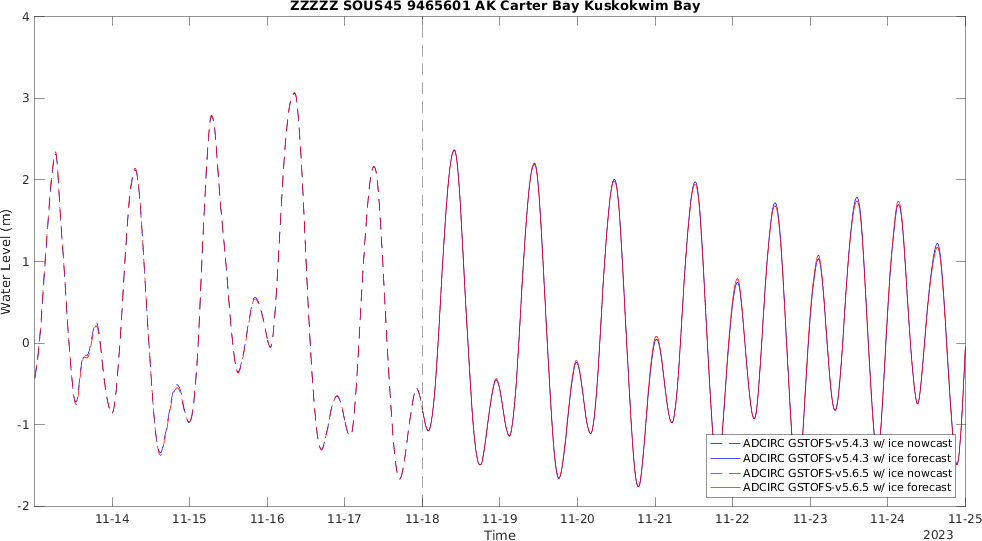 ZZZZZ SOUS45 9465601 AK Carter Bay Kuskokwim Bay
4
3
2
1
0
-1
-2
Water Level (m)
ADCIRC GSTOFS-v5.4.3 w/ ice nowcast
ADCIRC GSTOFS-v5.4.3 w/ ice forecast
ADCIRC GSTOFS-v5.6.5 w/ ice nowcast
ADCIRC GSTOFS-v5.6.5 w/ ice forecast
11-14 11-15 11-16 11-17 11-18 11-19 11-20 11-21 11-22 11-23 11-24 11-25
Time
2023